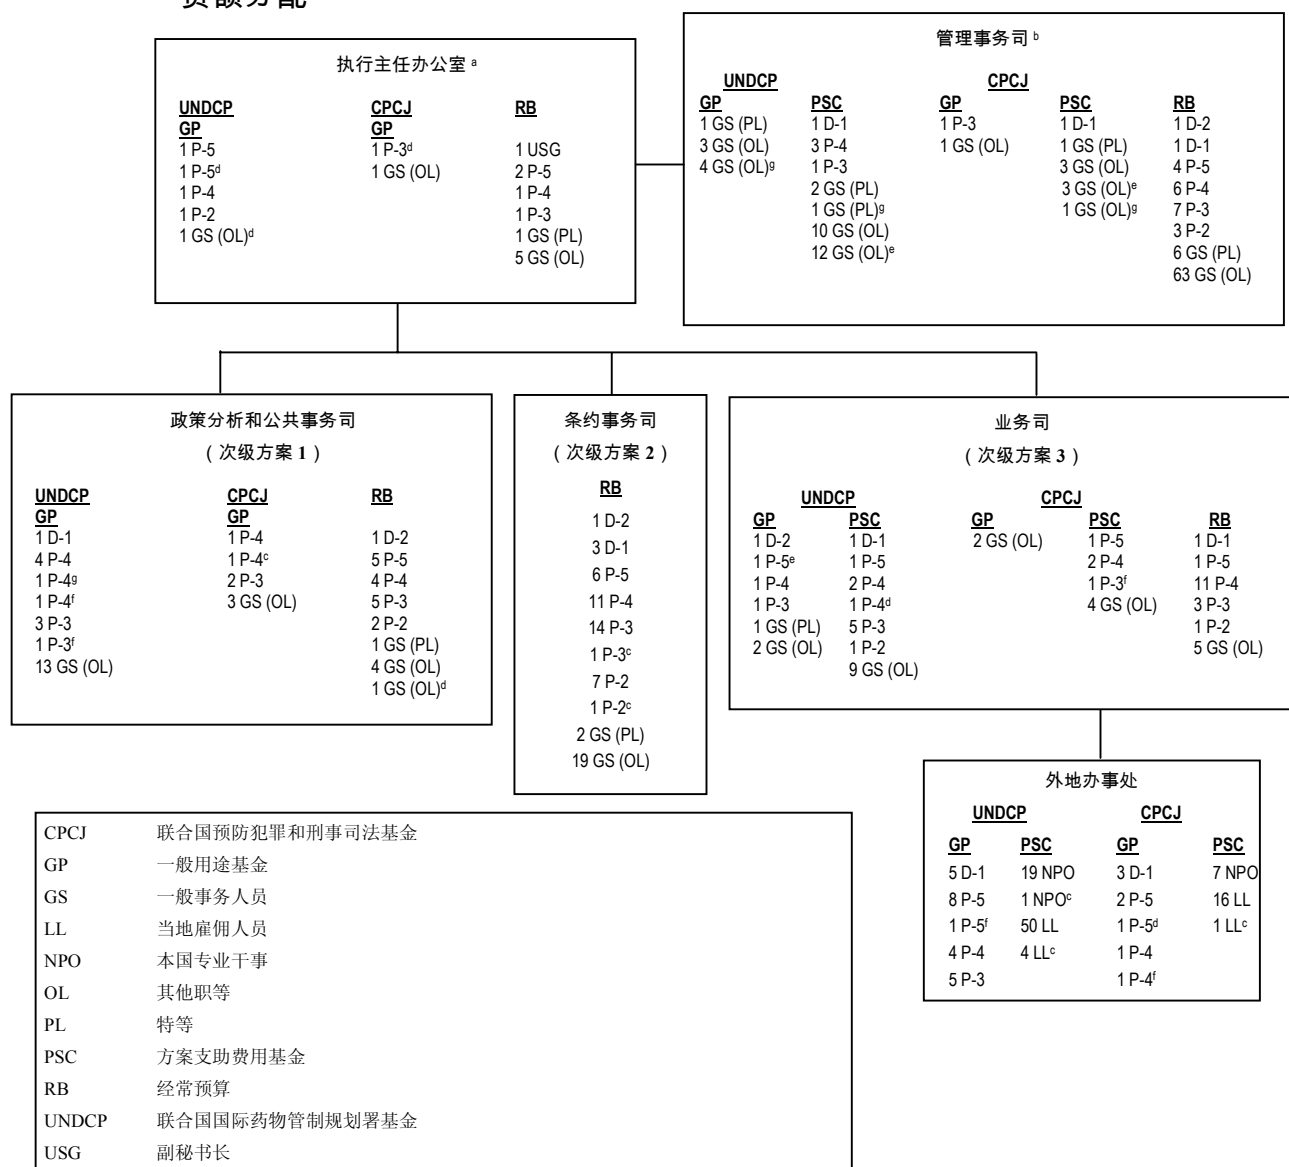 资额分配
执行主任办公室 a
UNDCP CPCJ RB
GP GP
1 P-5 1 P-3d 1 USG
1 P-5d 1 GS (OL) 2 P-5
1 P-4 1 P-4
1 P-2 1 P-3
1 GS (OL)d 1 GS (PL)
5 GS (OL)
管理事务司 b
UNDCP CPCJ
GP PSC GP PSC RB
1 GS (PL) 1 D-1 1 P-3 1 D-1 1 D-2
3 GS (OL) 3 P-4 1 GS (OL) 1 GS (PL) 1 D-1
4 GS (OL)g 1 P-3 3 GS (OL) 4 P-5
2 GS (PL) 3 GS (OL)e 6 P-4
1 GS (PL)g 1 GS (OL)g 7 P-3
10 GS (OL) 3 P-2
12 GS (OL)e 6 GS (PL)
63 GS (OL)
政策分析和公共事务司
（次级方案 1）
UNDCP CPCJ RB
GP GP
1 D-1 1 P-4 1 D-2
4 P-4 1 P-4c 5 P-5
1 P-4g 2 P-3 4 P-4
1 P-4f 3 GS (OL) 5 P-3
3 P-3 2 P-2
1 P-3f 1 GS (PL)
13 GS (OL) 4 GS (OL)
1 GS (OL)d
条约事务司
（次级方案 2）
RB
1 D-2
3 D-1
6 P-5
11 P-4
14 P-3
1 P-3c
7 P-2
1 P-2c
2 GS (PL)
19 GS (OL)
业务司
（次级方案 3）
UNDCP CPCJ
GP PSC GP PSC RB
1 D-2 1 D-1 2 GS (OL) 1 P-5 1 D-1
1 P-5e 1 P-5 2 P-4 1 P-5
1 P-4 2 P-4 1 P-3f 11 P-4
1 P-3 1 P-4d 4 GS (OL) 3 P-3
1 GS (PL) 5 P-3 1 P-2
2 GS (OL) 1 P-2 5 GS (OL)
9 GS (OL)
外地办事处
UNDCP CPCJ
GP PSC GP PSC
5 D-1 19 NPO 3 D-1 7 NPO
8 P-5 1 NPOc 2 P-5 16 LL
1 P-5f 50 LL 1 P-5d 1 LLc
4 P-4 4 LLc 1 P-4
5 P-3 1 P-4f
CPCJ 联合国预防犯罪和刑事司法基金
GP 一般用途基金
GS 一般事务人员
LL 当地雇佣人员
NPO 本国专业干事
OL 其他职等
PL 特等
PSC 方案支助费用基金
RB 经常预算
UNDCP 联合国国际药物管制规划署基金
USG 副秘书长